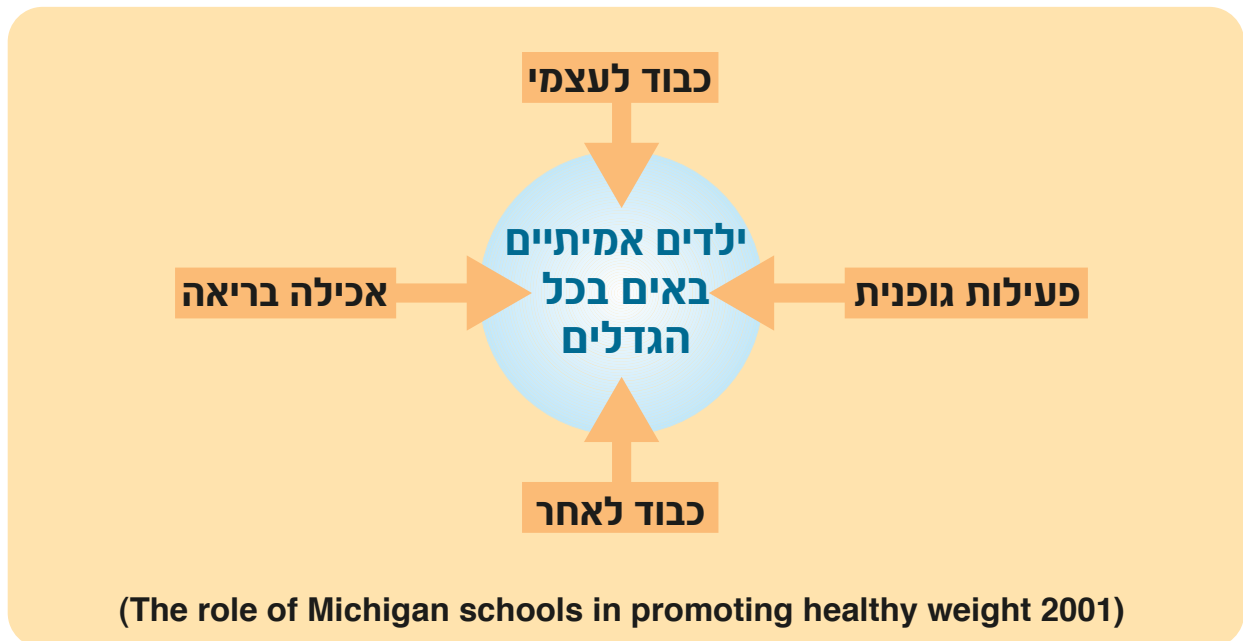 כבוד לעצמי
ילדים אמיתיים
באים בכל
הגדלים
פעילות גופנית
אכילה בריאה
כבוד לאחר
(The role of Michigan schools in promoting healthy weight 2001)